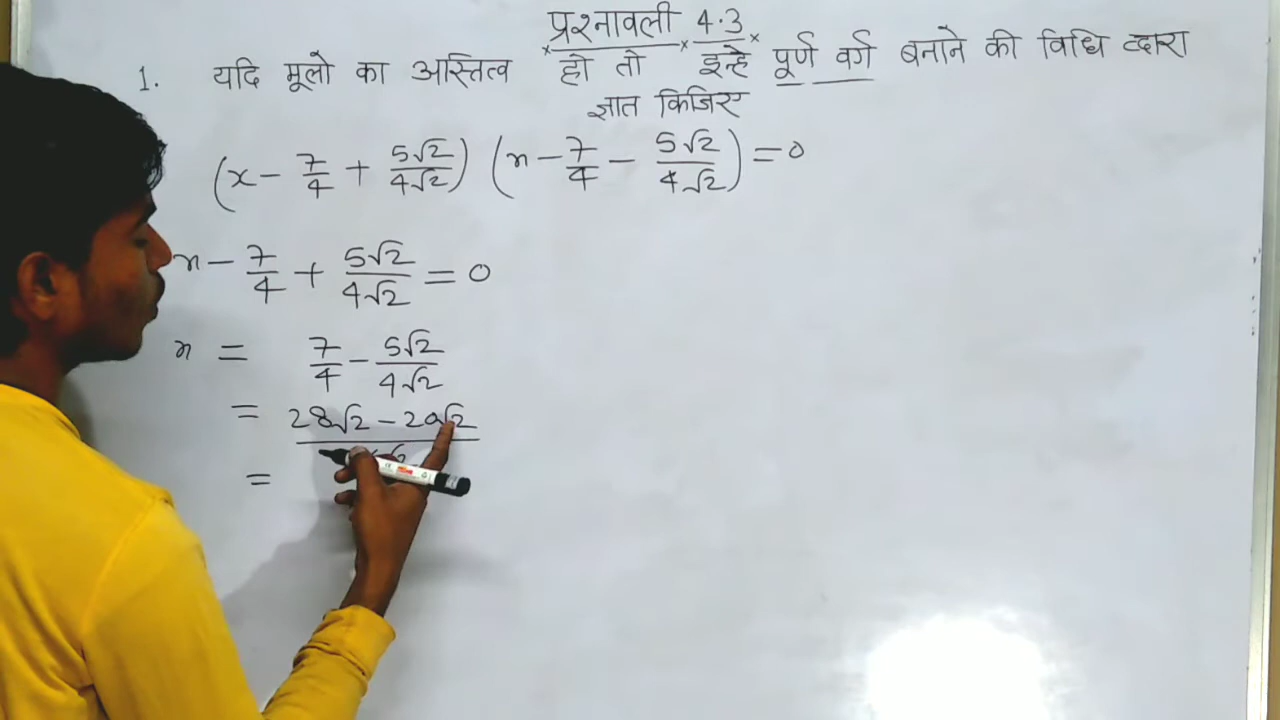 प्रश्नावली 4.3
1. यदि मूलो का अस्तित्व हो तो इन्हे पूर्ण वर्ग बनाने की विधि द्वारा
ज्ञात किजिए
(x - 7/4 + 5√2/4√2) (x - 7/4 - 5√2/4√2) = 0
x - 7/4 + 5√2/4√2 = 0
x = 7/4 - 5√2/4√2
= 28√2 - 20√2
=